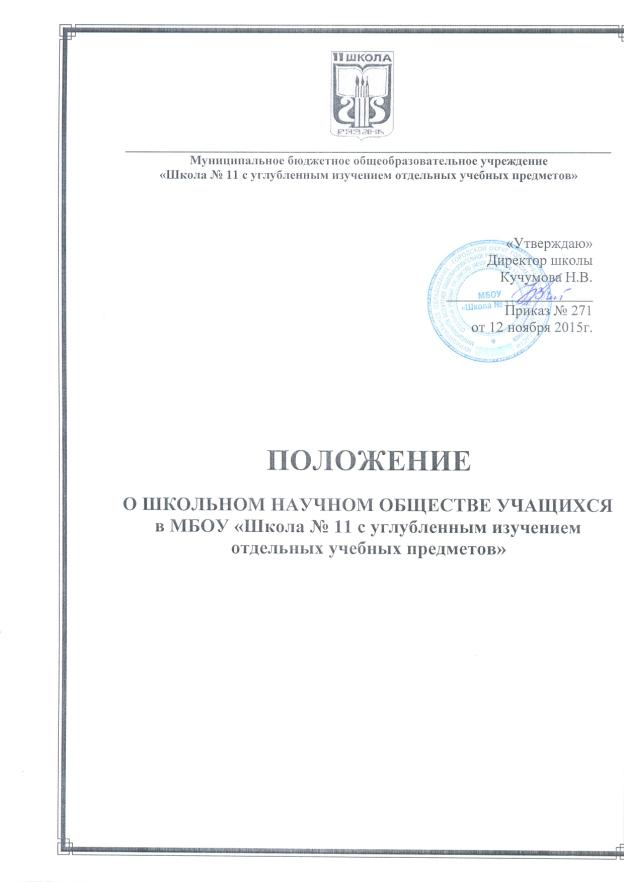 11 ШКОЛА
РЯЗАНЬ
Муниципальное бюджетное общеобразовательное учреждение
«Школа № 11 с углубленным изучением отдельных учебных предметов»
«Утверждаю»
Директор школы
Кучумова Н.В.
МБОУ
«Школа №
Приказ № 271
от 12 ноября 2015г.
ПОЛОЖЕНИЕ
О ШКОЛЬНОМ НАУЧНОМ ОБЩЕСТВЕ УЧАЩИХСЯ
в МБОУ «Школа № 11 с углубленным изучением
отдельных учебных предметов»